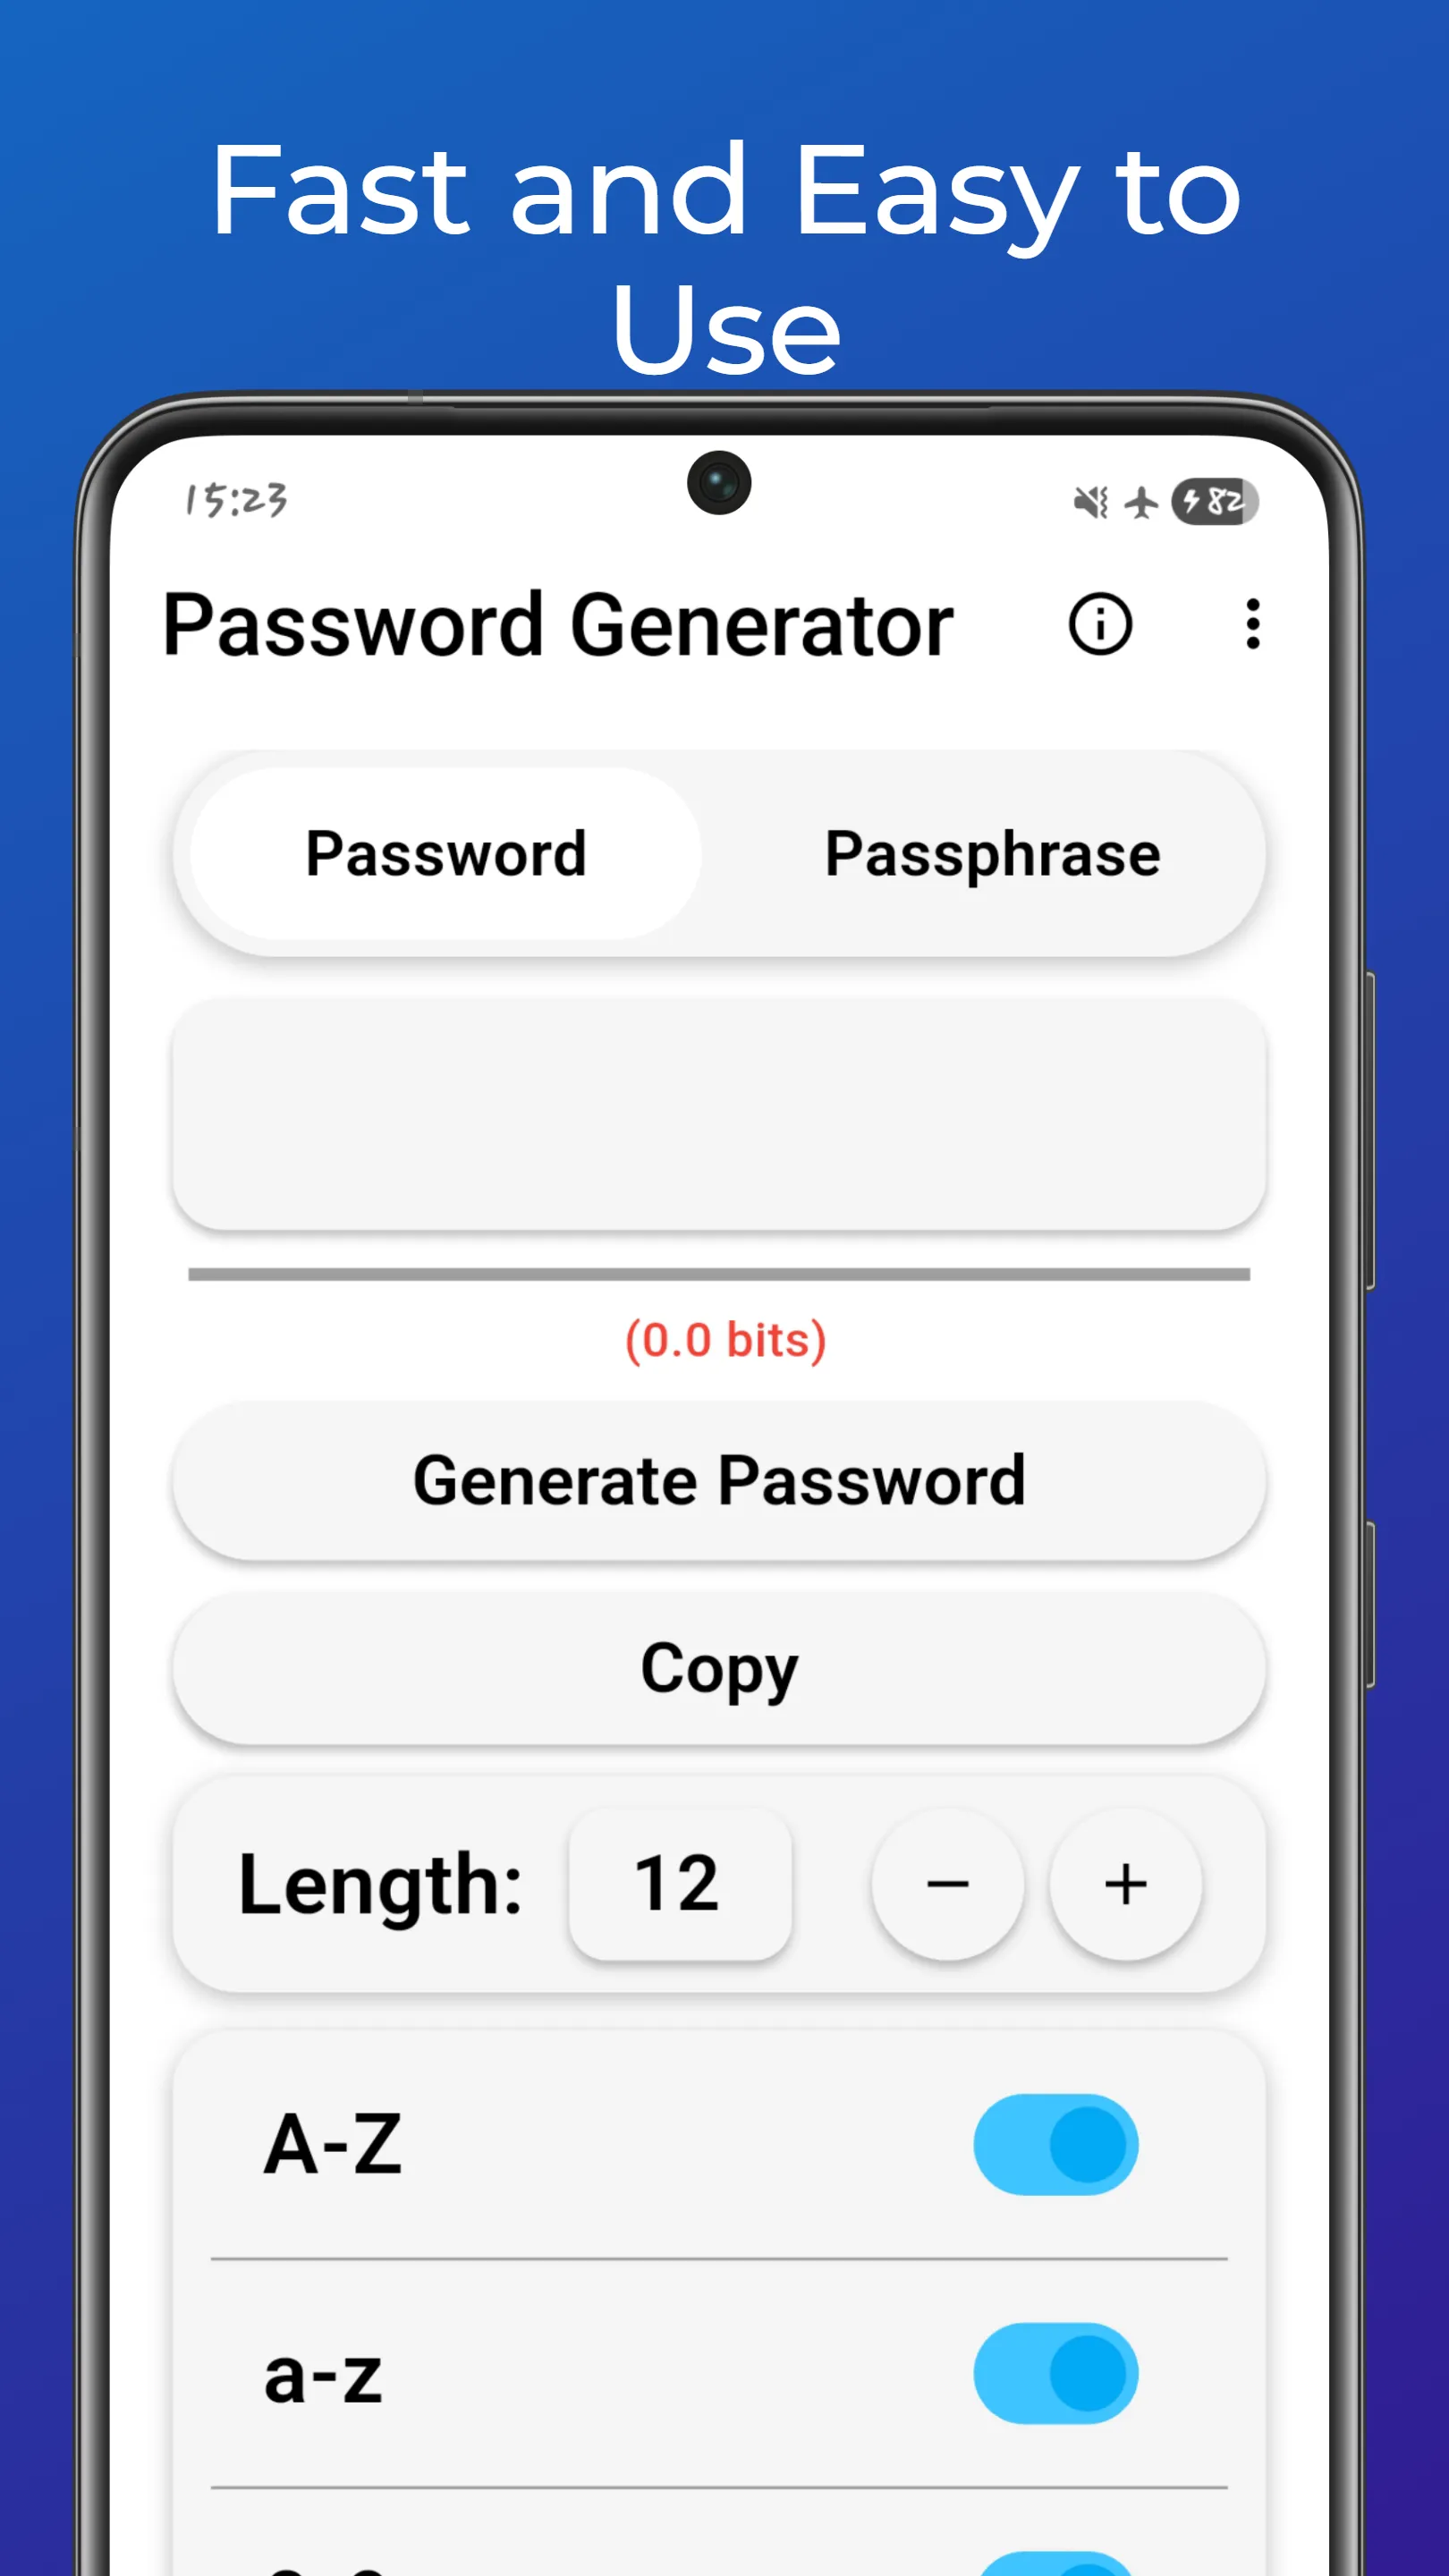 Fast and Easy to
Use
15:23
82
Password Generator
Password Passphrase
(0.0 bits)
Generate Password
Copy
Length: 12 − +
A-Z
a-z